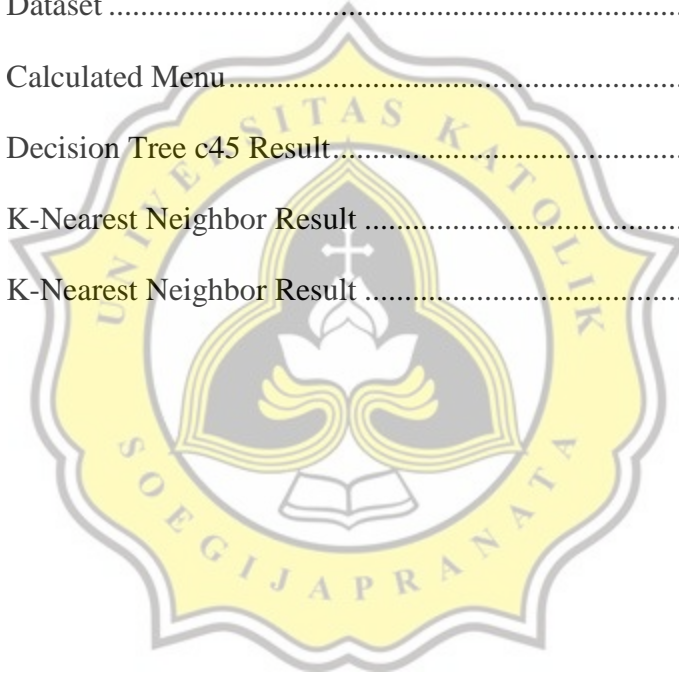 Dataset ........................................................................
Calculated Menu.........................................................
Decision Tree c45 Result............................................
K-Nearest Neighbor Result ........................................
K-Nearest Neighbor Result ........................................
UNIVERSITAS KATOLIK
SOEGIJAPRANATA